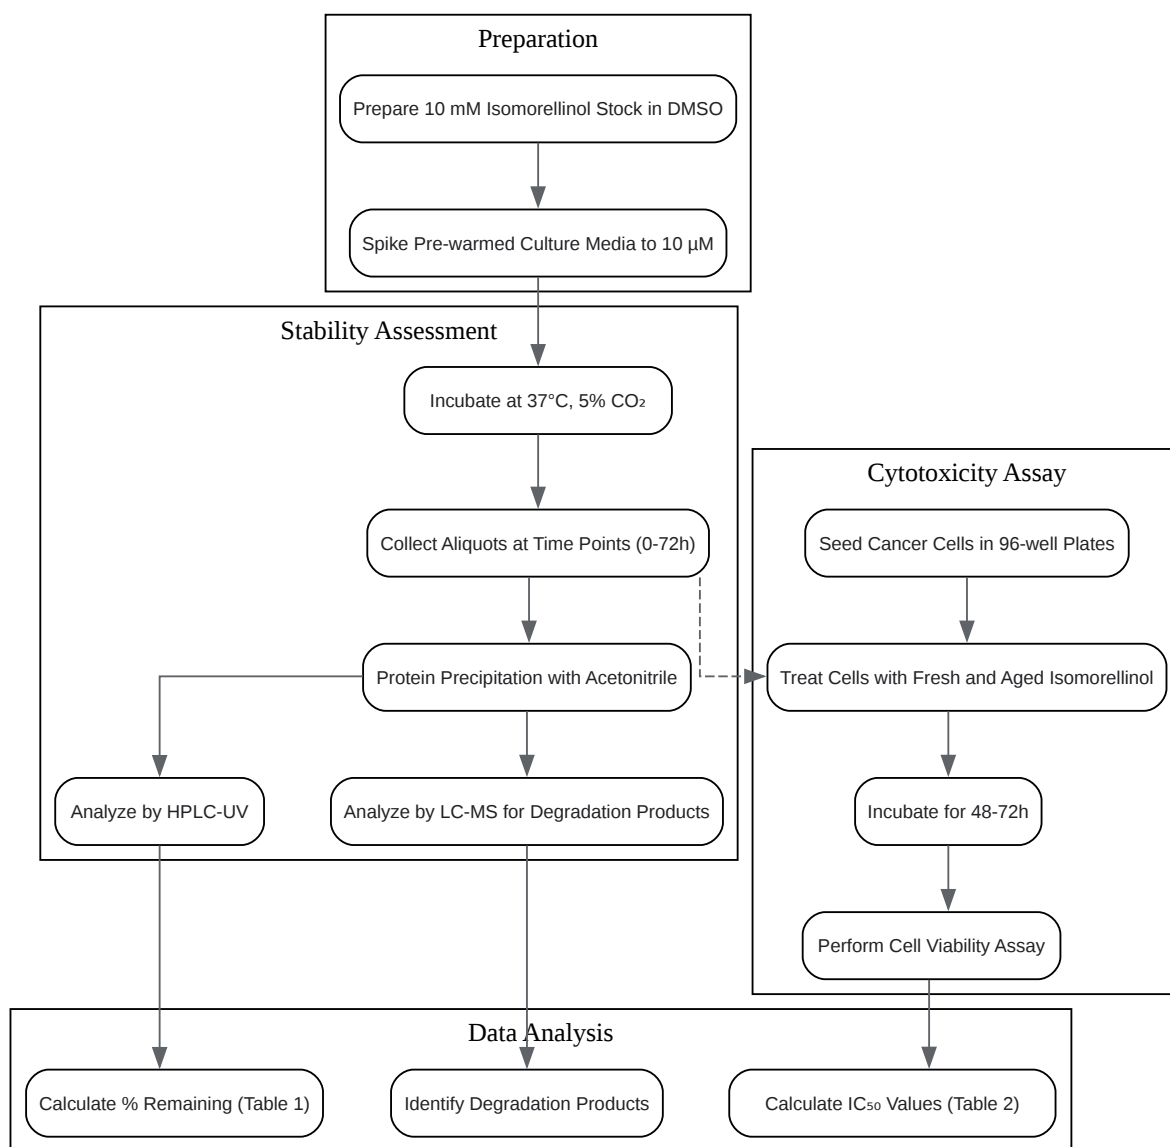 Preparation
Prepare 10 mM Isomorellinol Stock in DMSO
Spike Pre-warmed Culture Media to 10 µM
Stability Assessment
Incubate at 37°C, 5% CO₂
Collect Aliquots at Time Points (0-72h)
Protein Precipitation with Acetonitrile
Analyze by HPLC-UV
Analyze by LC-MS for Degradation Products
Cytotoxicity Assay
Seed Cancer Cells in 96-well Plates
Treat Cells with Fresh and Aged Isomorellinol
Incubate for 48-72h
Perform Cell Viability Assay
Data Analysis
Calculate % Remaining (Table 1)
Identify Degradation Products
Calculate IC₅₀ Values (Table 2)